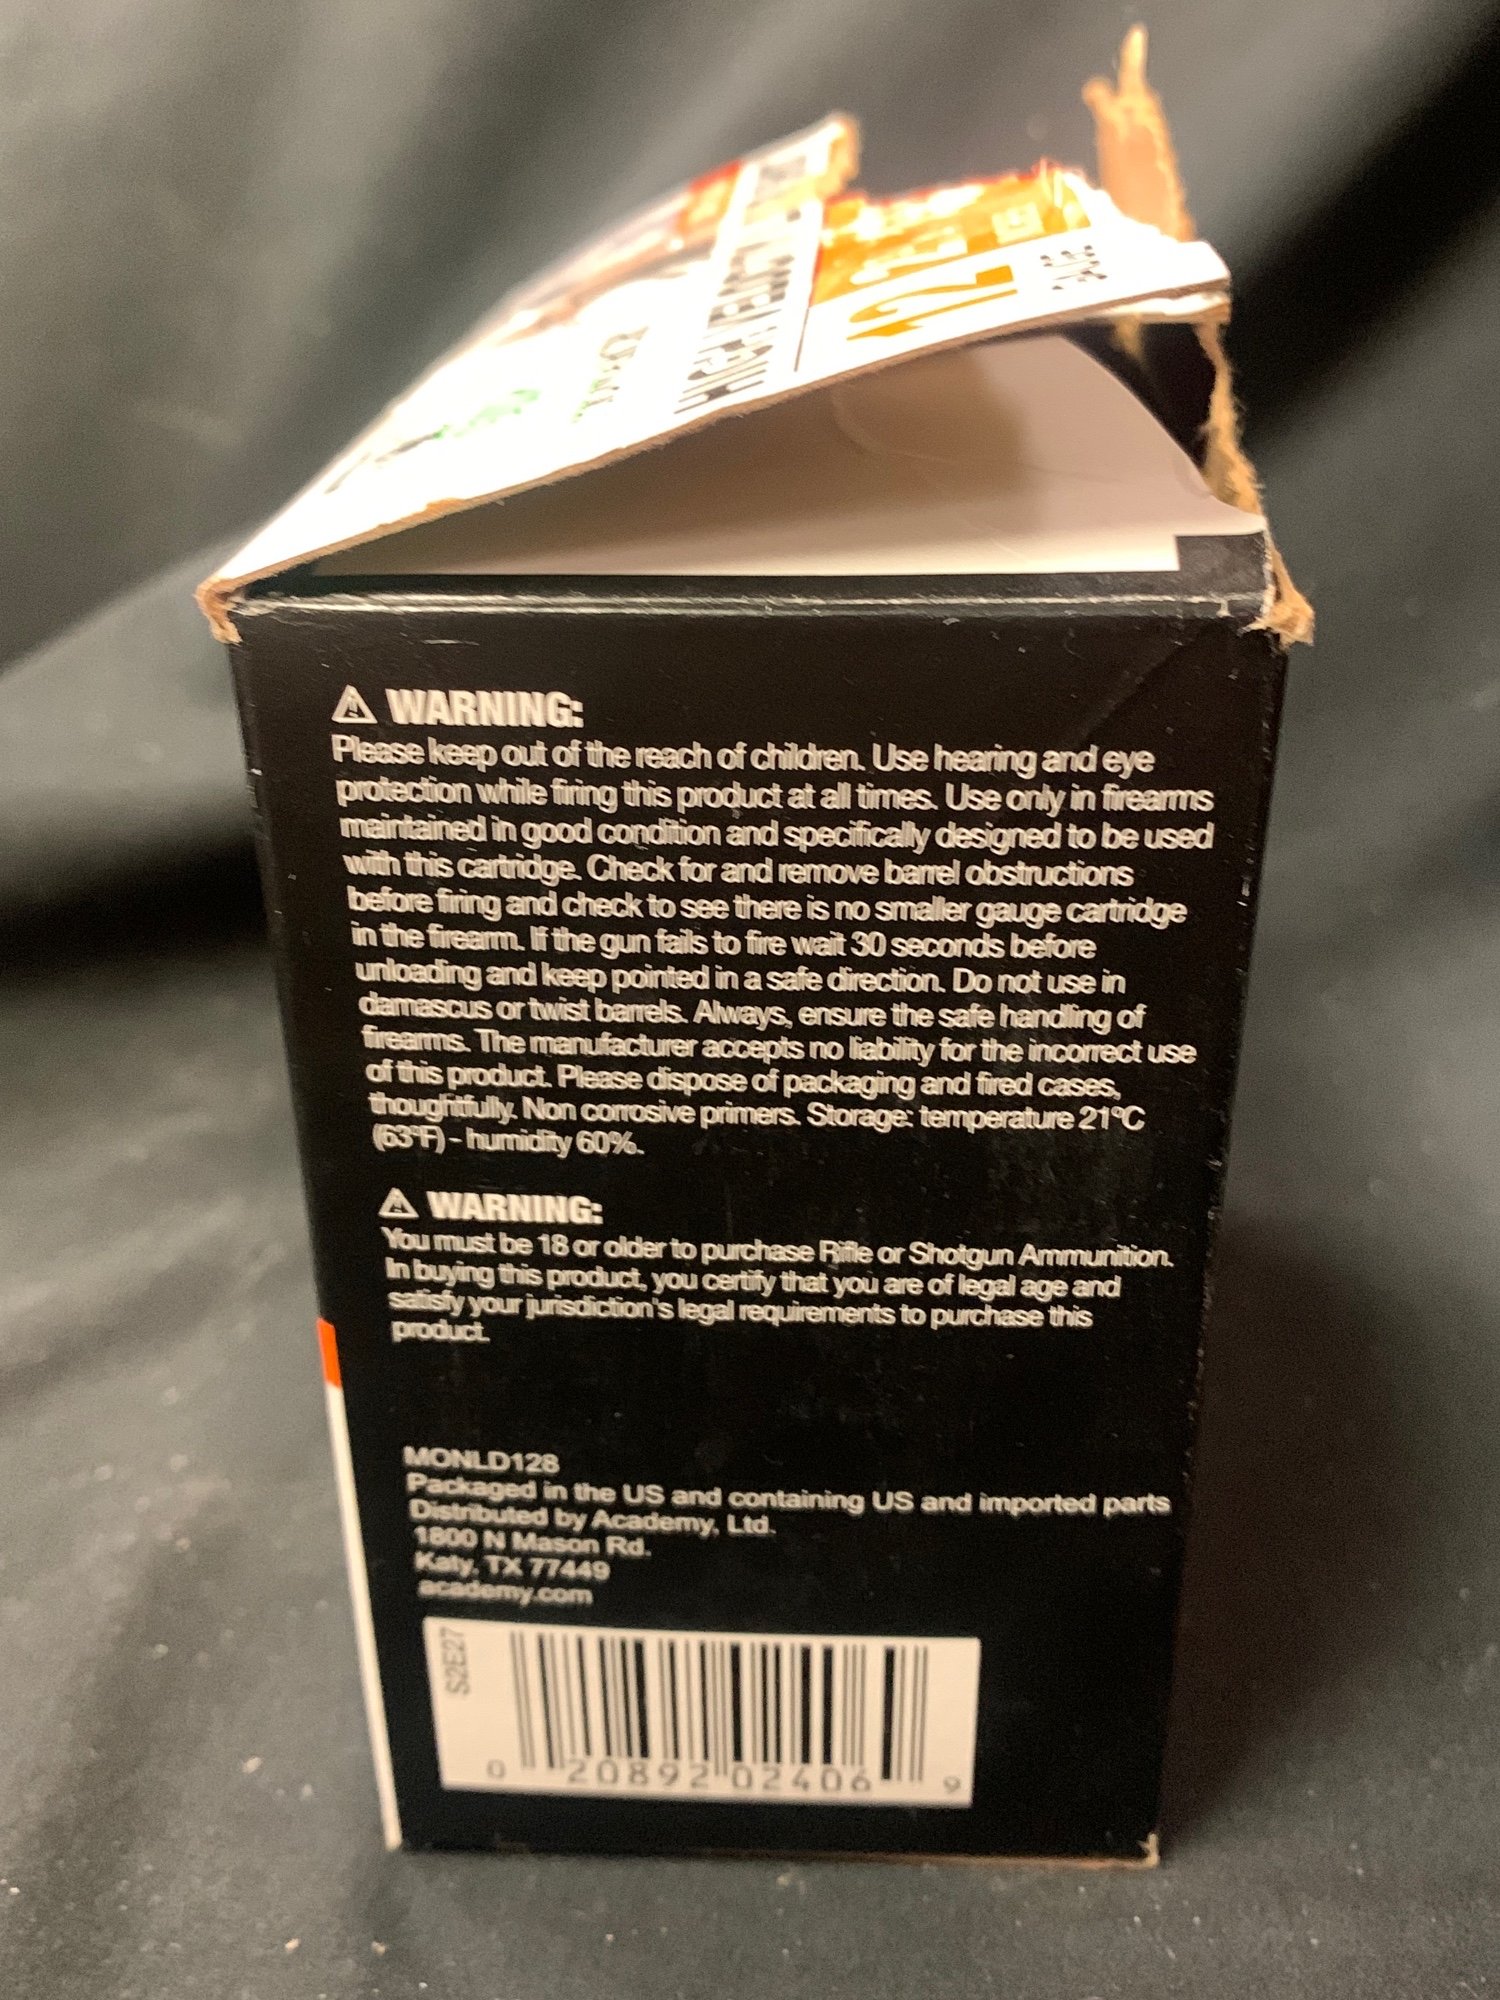 HIGH VELOCITY
12
⚠ WARNING:
Please keep out of the reach of children. Use hearing and eye
protection while firing this product at all times. Use only in firearms
maintained in good condition and specifically designed to be used
with this cartridge. Check for and remove barrel obstructions
before firing and check to see there is no smaller gauge cartridge
in the firearm. If the gun fails to fire wait 30 seconds before
unloading and keep pointed in a safe direction. Do not use in
damascus or twist barrels. Always, ensure the safe handling of
firearms. The manufacturer accepts no liability for the incorrect use
of this product. Please dispose of packaging and fired cases,
thoughtfully. Non corrosive primers. Storage: temperature 21°C
(63°F) - humidity 60%.
⚠ WARNING:
You must be 18 or older to purchase Rifle or Shotgun Ammunition.
In buying this product, you certify that you are of legal age and
satisfy your jurisdiction's legal requirements to purchase this
product.
MONLD128
Packaged in the US and containing US and imported parts
Distributed by Academy, Ltd.
1800 N Mason Rd.
Katy, TX 77449
academy.com
S2E27
0 20892 02406 9